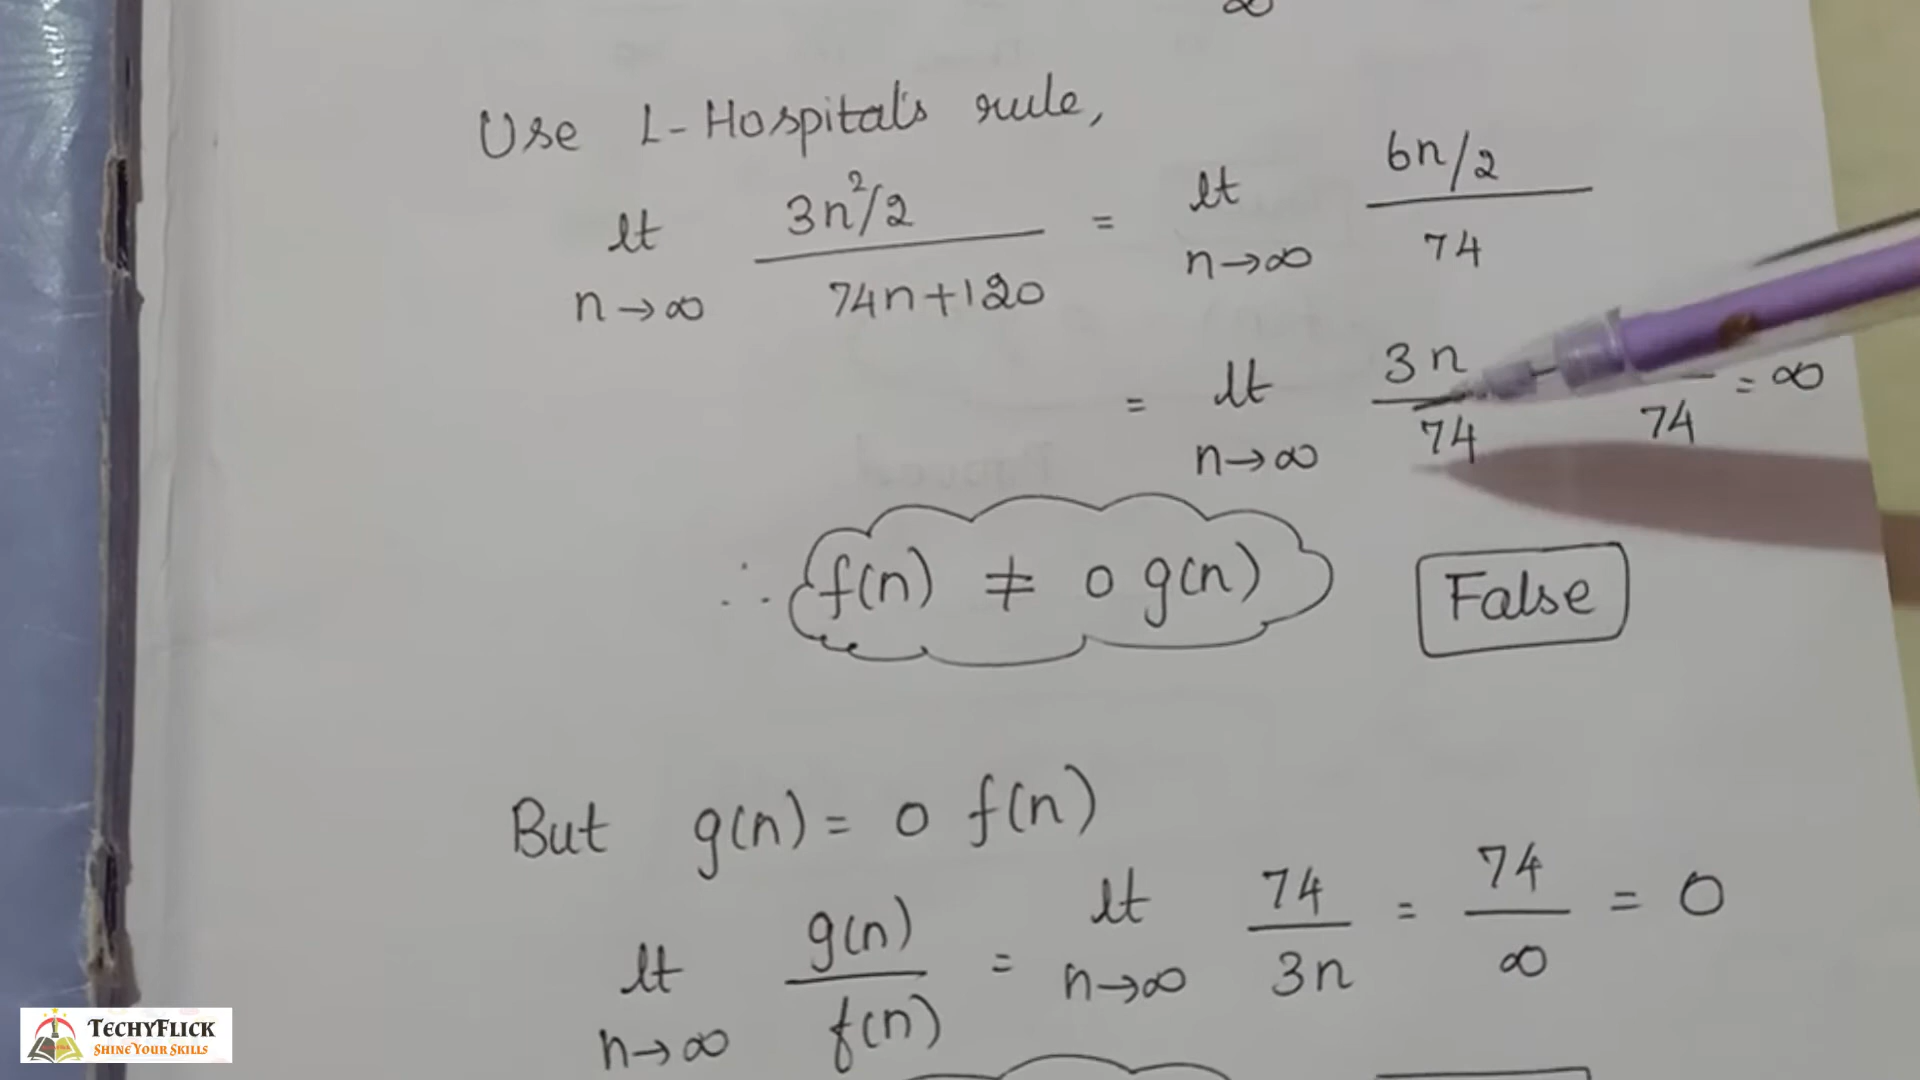 ∞
Use L-Hospital's rule,
lt n→∞ 3n²/2 / 74n+120 = lt n→∞ 6n/2 / 74
= lt n→∞ 3n / 74 74 = ∞
∴ f(n) ≠ o g(n) False
But g(n) = o f(n)
lt n→∞ g(n) / f(n) = lt n→∞ 74 / 3n = 74 / ∞ = 0
TECHYFLICK
SHINE YOUR SKILLS